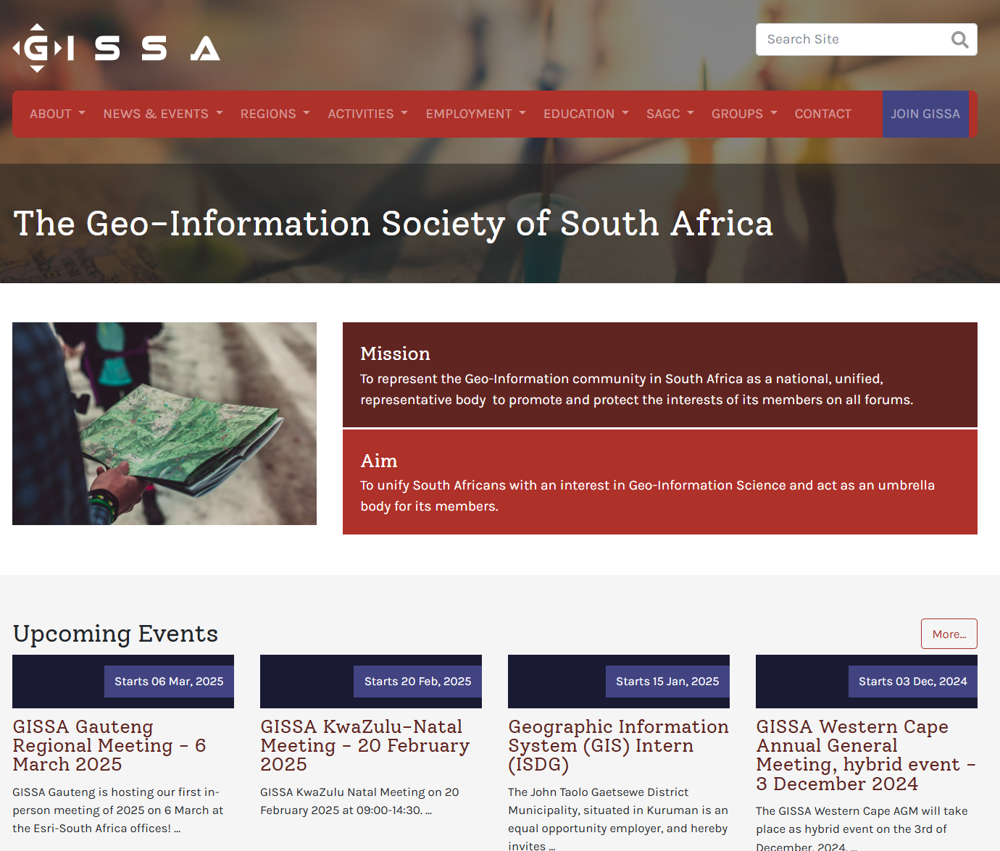 GISSA
Search Site
ABOUT NEWS & EVENTS REGIONS ACTIVITIES EMPLOYMENT EDUCATION SAGC GROUPS CONTACT JOIN GISSA
The Geo-Information Society of South Africa
Mission
To represent the Geo-Information community in South Africa as a national, unified,
representative body  to promote and protect the interests of its members on all forums.
Aim
To unify South Africans with an interest in Geo-Information Science and act as an umbrella
body for its members.
Upcoming Events
More...
Starts 06 Mar, 2025
GISSA Gauteng
Regional Meeting - 6
March 2025
GISSA Gauteng is hosting our first in-
person meeting of 2025 on 6 March at
the Esri-South Africa offices! ...
Starts 20 Feb, 2025
GISSA KwaZulu-Natal
Meeting - 20 February
2025
GISSA KwaZulu Natal Meeting on 20
February 2025 at 09:00-14:30. ...
Starts 15 Jan, 2025
Geographic Information
System (GIS) Intern
(ISDG)
The John Taolo Gaetsewe District
Municipality, situated in Kuruman is an
equal opportunity employer, and hereby
invites ...
Starts 03 Dec, 2024
GISSA Western Cape
Annual General
Meeting, hybrid event -
3 December 2024
The GISSA Western Cape AGM will take
place as hybrid event on the 3rd of
December, 2024. ...